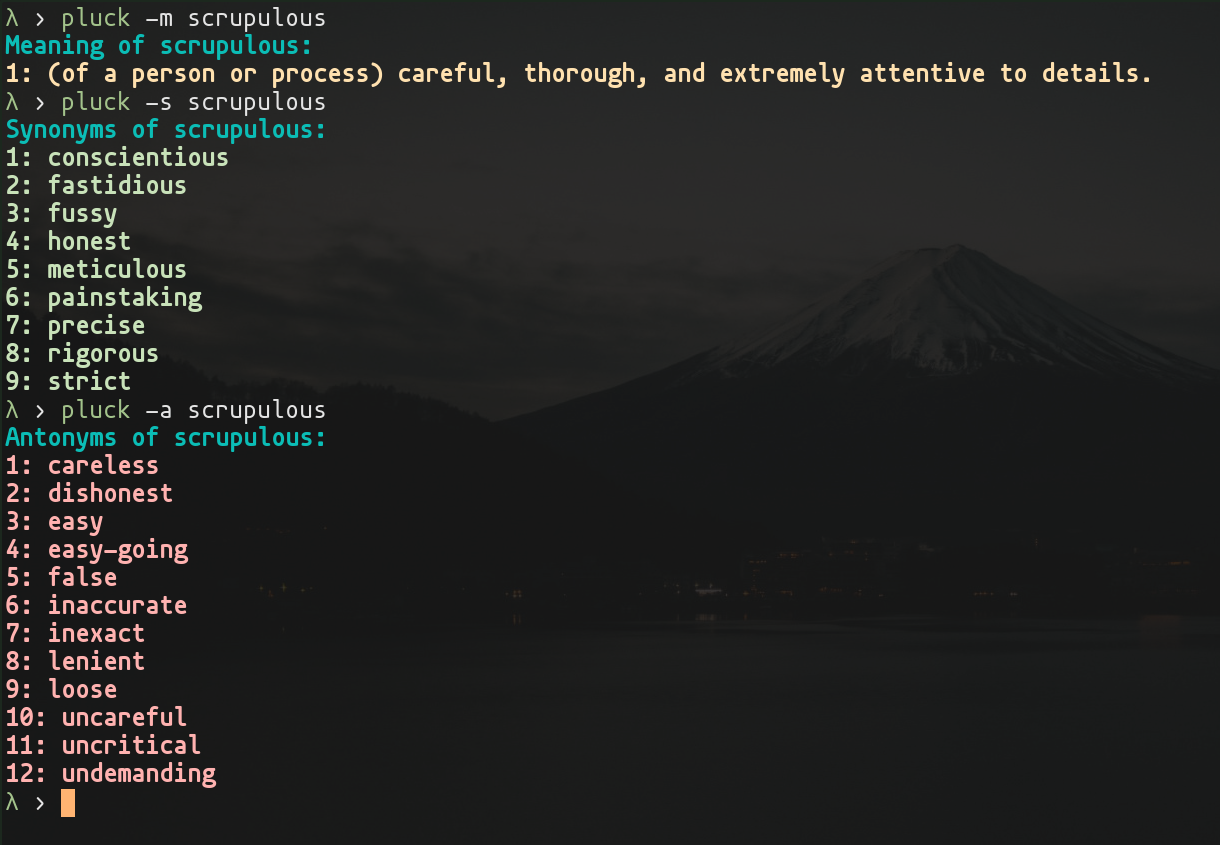 λ › pluck -m scrupulous
Meaning of scrupulous:
1: (of a person or process) careful, thorough, and extremely attentive to details.
λ › pluck -s scrupulous
Synonyms of scrupulous:
1: conscientious
2: fastidious
3: fussy
4: honest
5: meticulous
6: painstaking
7: precise
8: rigorous
9: strict
λ › pluck -a scrupulous
Antonyms of scrupulous:
1: careless
2: dishonest
3: easy
4: easy-going
5: false
6: inaccurate
7: inexact
8: lenient
9: loose
10: uncareful
11: uncritical
12: undemanding
λ ›